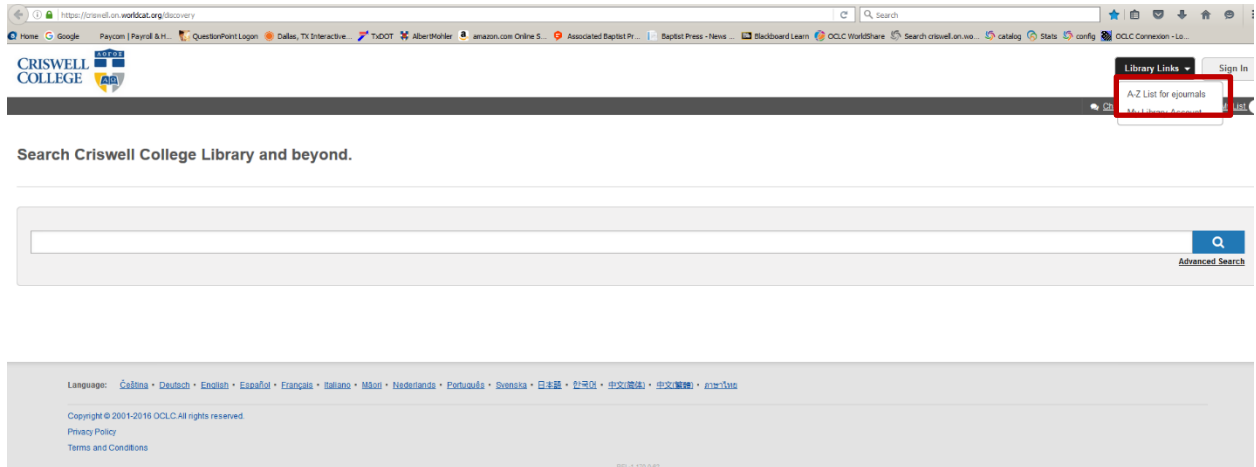 https://criswell.on.worldcat.org/discovery
Search
Home Google Paycom | Payroll & H... QuestionPoint Logon Dallas, TX Interactive... TxDOT AlbertMohler amazon.com Online S... Associated Baptist Pr... Baptist Press - News ... Blackboard Learn OCLC WorldShare Search criswell.on.wo... catalog Stats config OCLC Connexion - Lo...
ΛΟΓΟΣ
CRISWELL
COLLEGE
Library Links Sign In
A-Z List for ejournals
My Library Account
List
Search Criswell College Library and beyond.
Advanced Search
Language: Čeština • Deutsch • English • Español • Français • Italiano • Māori • Nederlands • Português • Svenska • 日本語 • 한국어 • 中文(简体) • 中文(繁體) • ภาษาไทย
Copyright © 2001-2016 OCLC.All rights reserved.
Privacy Policy
Terms and Conditions